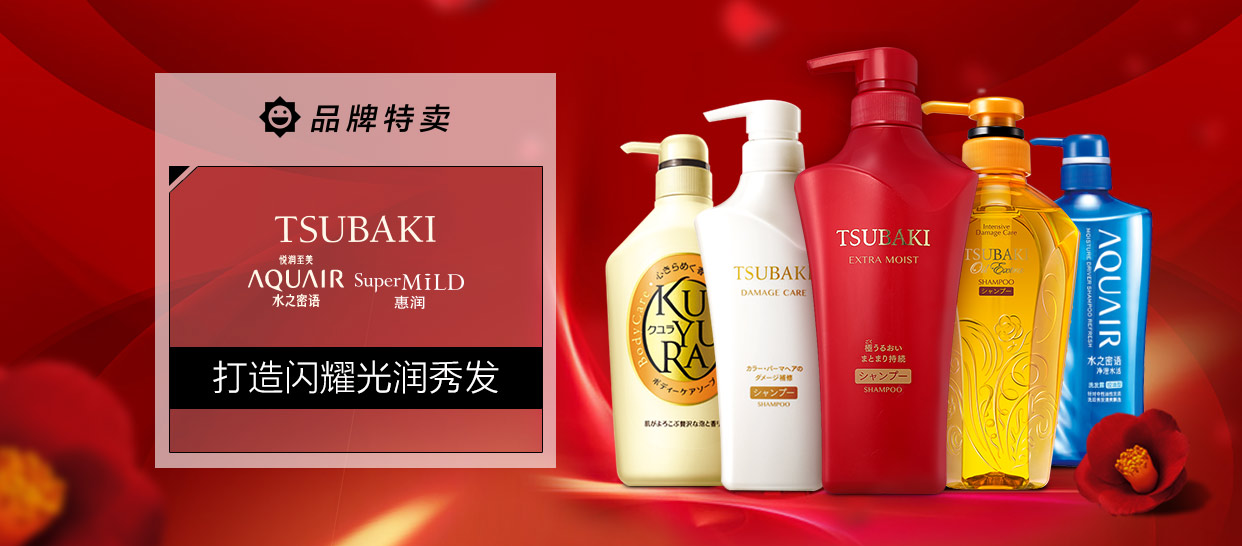 品牌特卖
TSUBAKI
悦润至美
AQUAIR
水之密语
SuperMiLD
惠润
打造闪耀光润秀发
心きらめく香
BodyCare
KU
クユラ
YU
RA
ボディーケアソープ
肌がよろこぶ贅沢な泡と香り
TSUBAKI
DAMAGE CARE
カラー・パーマヘアの
ダメージ補修
シャンプー
SHAMPOO
TSUBAKI
EXTRA MOIST
極うるおい
まとまり持続
シャンプー
SHAMPOO
Intensive
Damage Care
TSUBAKI
Oil Extra
SHAMPOO
シャンプー
AQUAIR
MOISTURE DRIVER SHAMPOO REFRESH
水之密语
净澄水活
洗发露